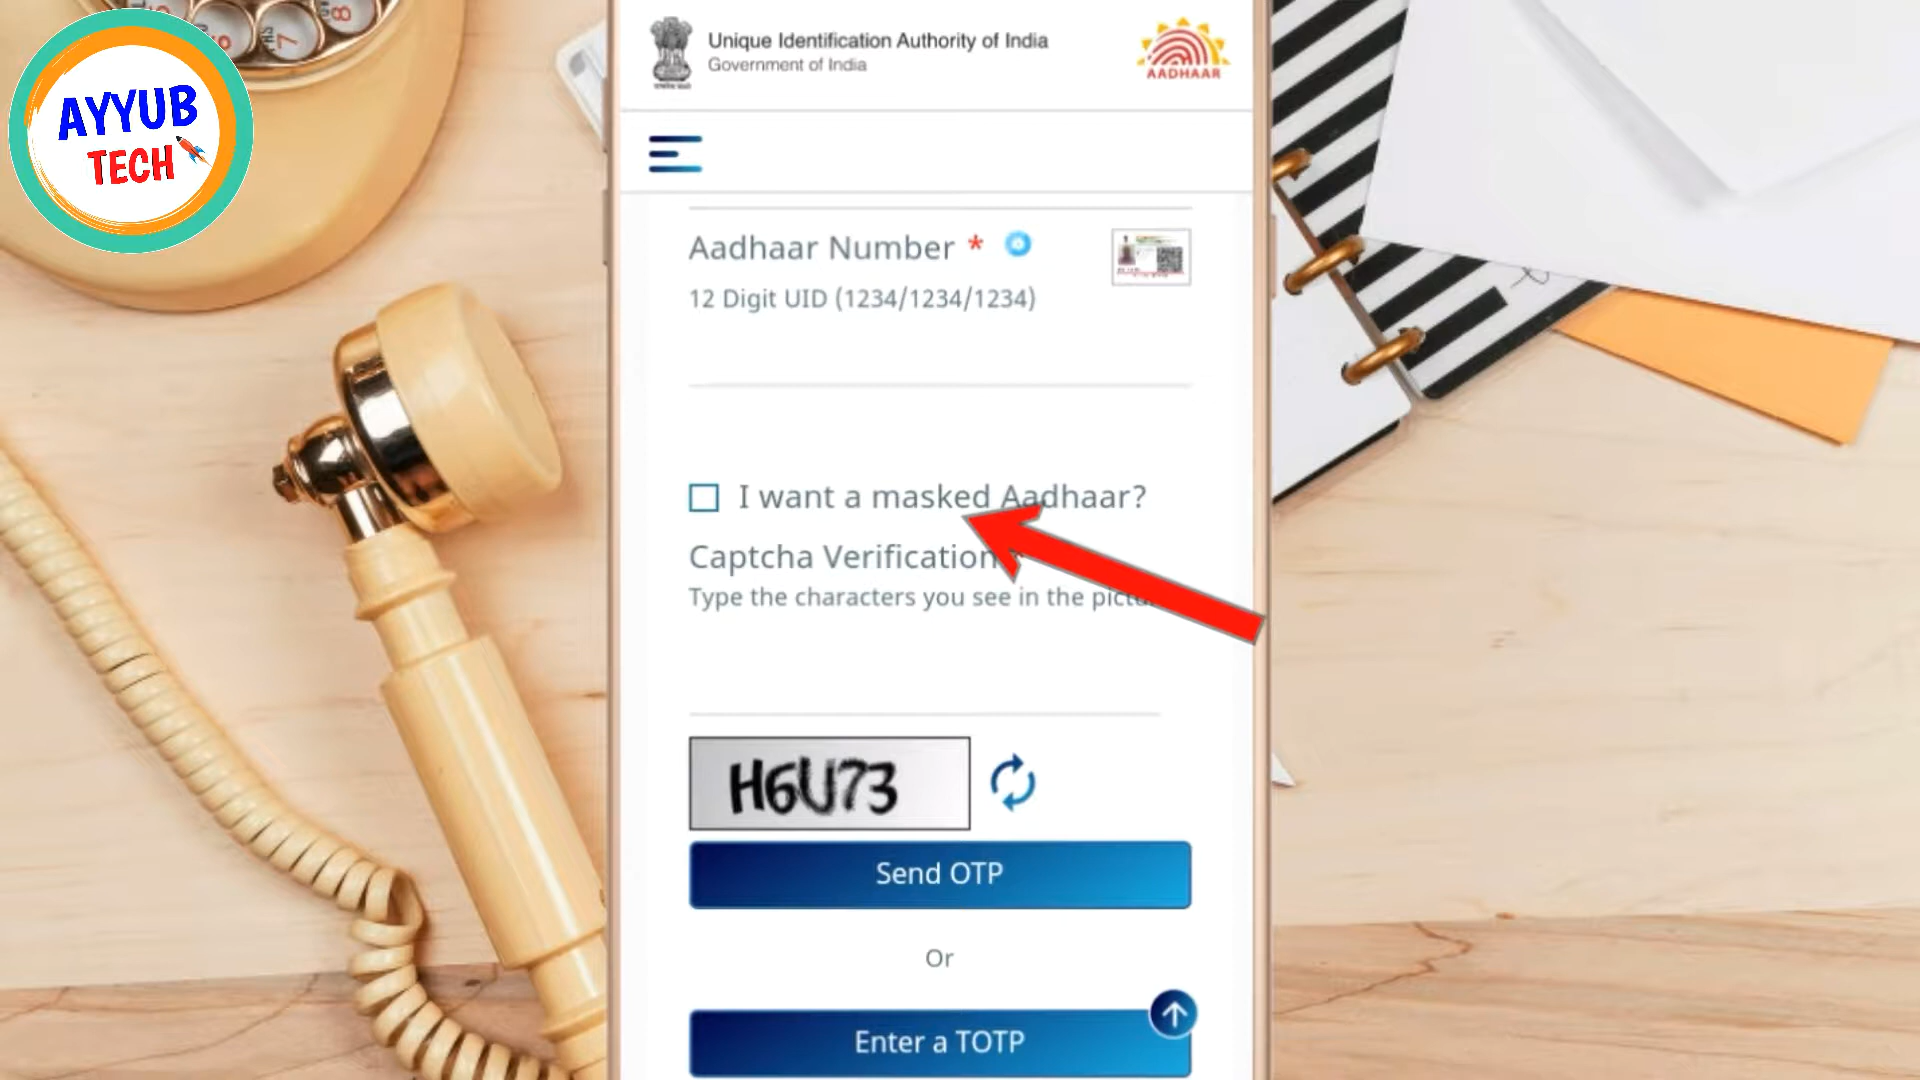 AYYUB
TECH
Unique Identification Authority of India
Government of India
AADHAAR
Aadhaar Number *
12 Digit UID (1234/1234/1234)
I want a masked Aadhaar?
Captcha Verification
Type the characters you see in the
H6U73
Send OTP
Or
Enter a TOTP